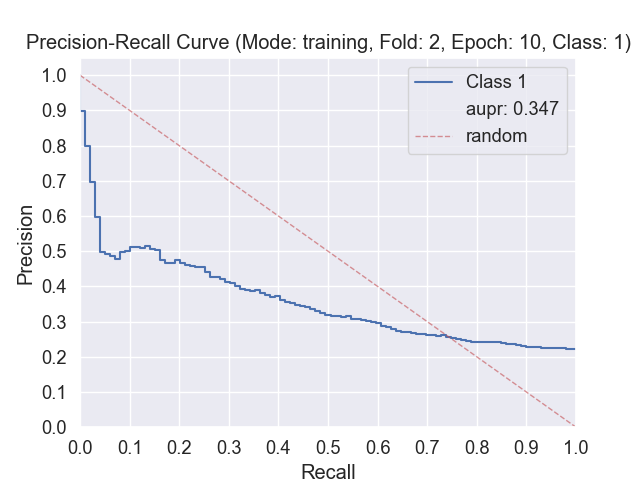 Precision-Recall Curve (Mode: training, Fold: 2, Epoch: 10, Class: 1)
1.0
0.9
0.8
0.7
0.6
0.5
0.4
0.3
0.2
0.1
0.0
Precision
Class 1
aupr: 0.347
random
0.0 0.1 0.2 0.3 0.4 0.5 0.6 0.7 0.8 0.9 1.0
Recall